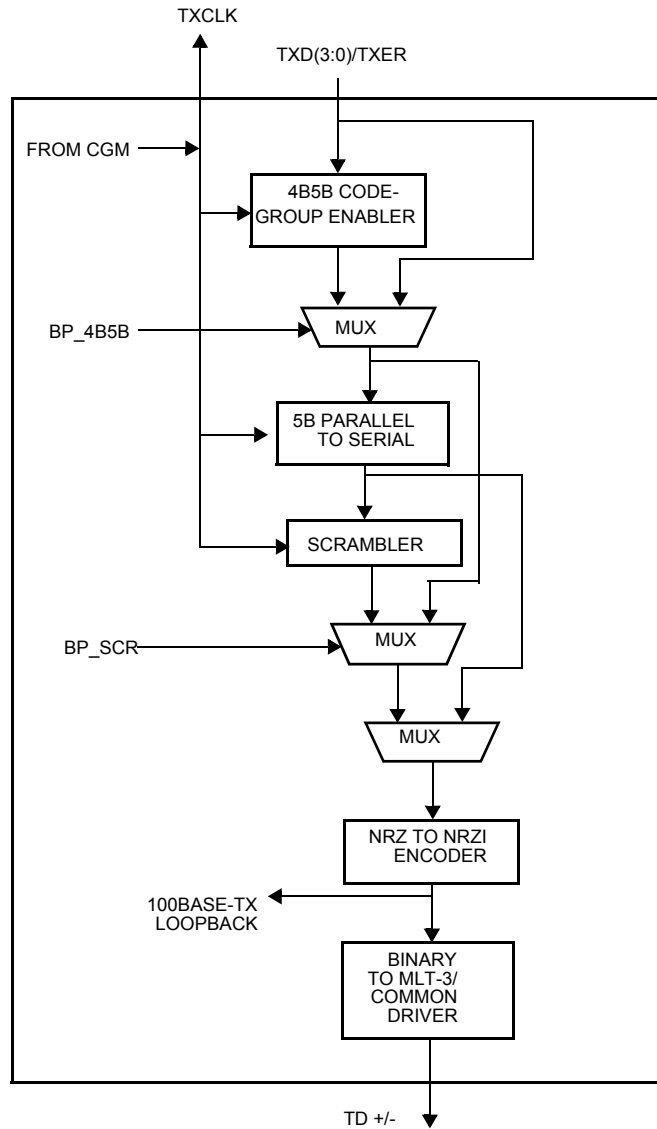 TXCLK
TXD(3:0)/TXER
FROM CGM
4B5B CODE-
GROUP ENABLER
BP_4B5B
MUX
5B PARALLEL
TO SERIAL
SCRAMBLER
BP_SCR
MUX
MUX
NRZ TO NRZI
ENCODER
100BASE-TX
LOOPBACK
BINARY
TO MLT-3/
COMMON
DRIVER
TD +/-